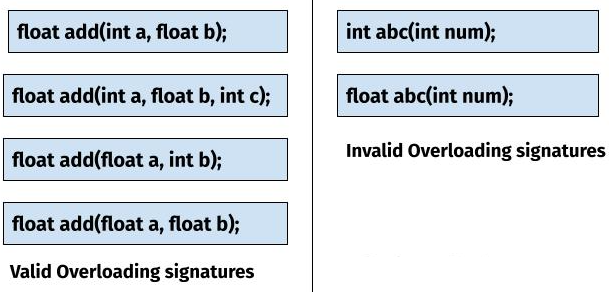 float add(int a, float b);
float add(int a, float b, int c);
float add(float a, int b);
float add(float a, float b);
Valid Overloading signatures
int abc(int num);
float abc(int num);
Invalid Overloading signatures